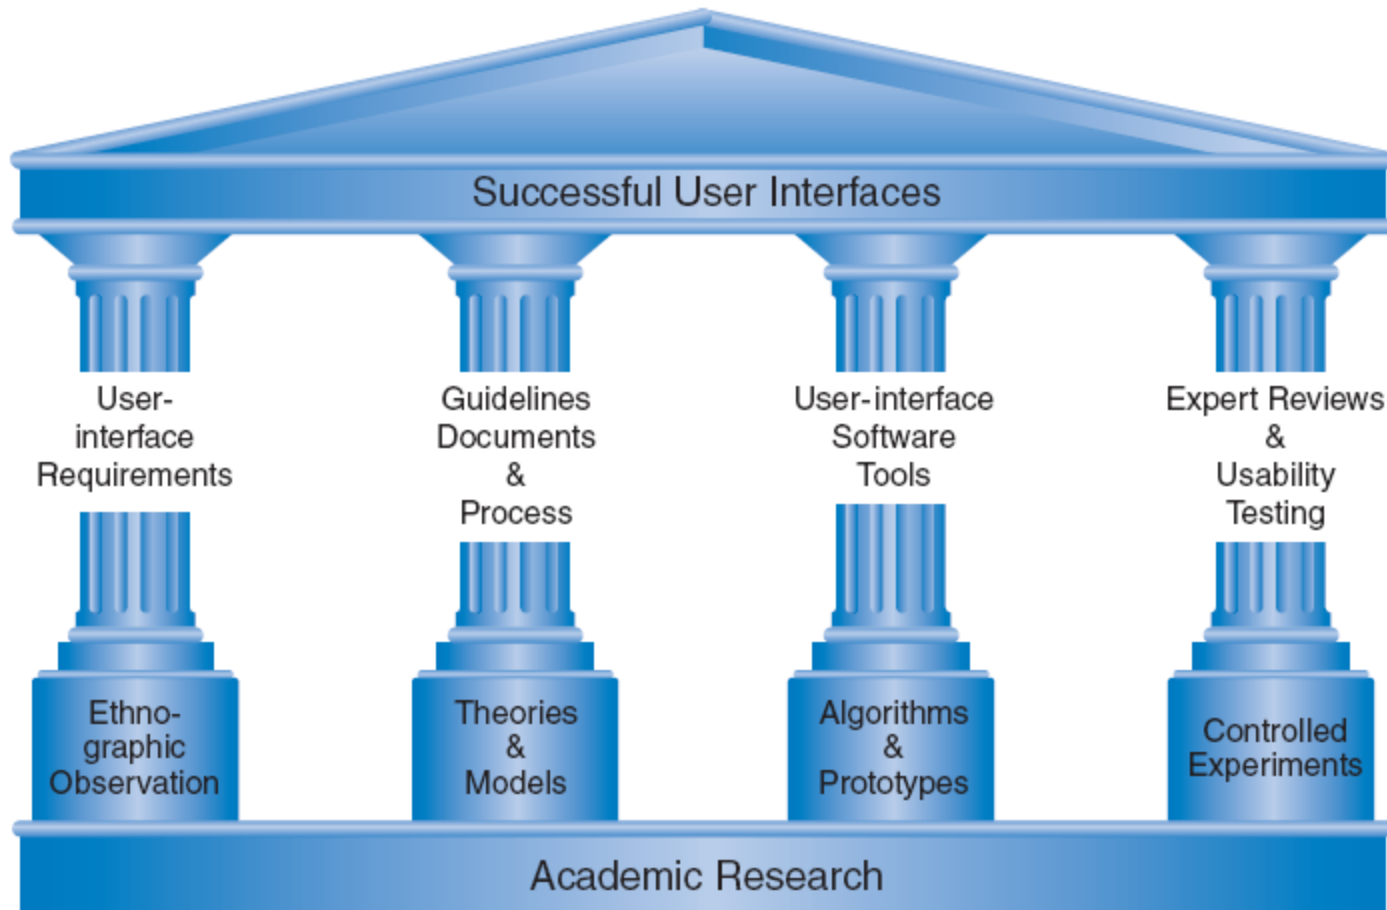 Successful User Interfaces
User-
interface
Requirements
Guidelines
Documents
&
Process
User-interface
Software
Tools
Expert Reviews
&
Usability
Testing
Ethno-
graphic
Observation
Theories
&
Models
Algorithms
&
Prototypes
Controlled
Experiments
Academic Research